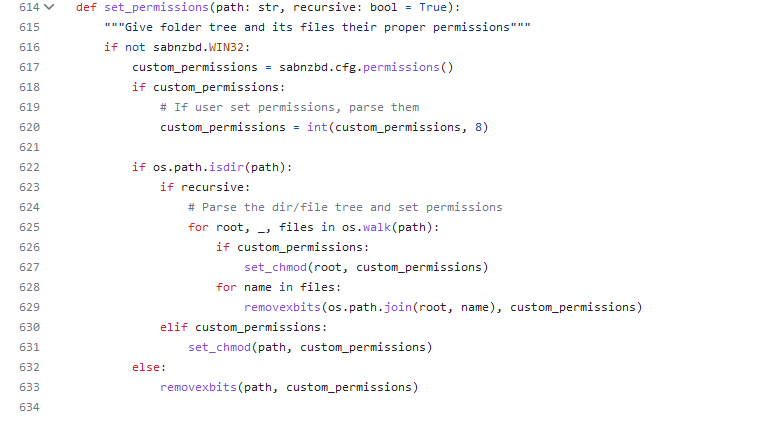 614 def set_permissions(path: str, recursive: bool = True):
615     """Give folder tree and its files their proper permissions"""
616     if not sabnzbd.WIN32:
617         custom_permissions = sabnzbd.cfg.permissions()
618         if custom_permissions:
619             # If user set permissions, parse them
620             custom_permissions = int(custom_permissions, 8)
621
622         if os.path.isdir(path):
623             if recursive:
624                 # Parse the dir/file tree and set permissions
625                 for root, _, files in os.walk(path):
626                     if custom_permissions:
627                         set_chmod(root, custom_permissions)
628                     for name in files:
629                         removexbits(os.path.join(root, name), custom_permissions)
630             elif custom_permissions:
631                 set_chmod(path, custom_permissions)
632         else:
633             removexbits(path, custom_permissions)
634